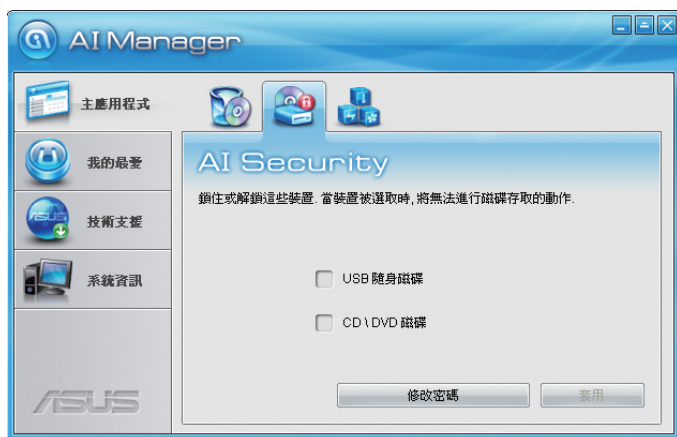 AI Manager
主應用程式
我的最愛
技術支援
系統資訊
AI Security
鎖住或解鎖這些裝置. 當裝置被選取時, 將無法進行磁碟存取的動作.
USB 隨身磁碟
CD \ DVD 磁碟
修改密碼
套用
ASUS